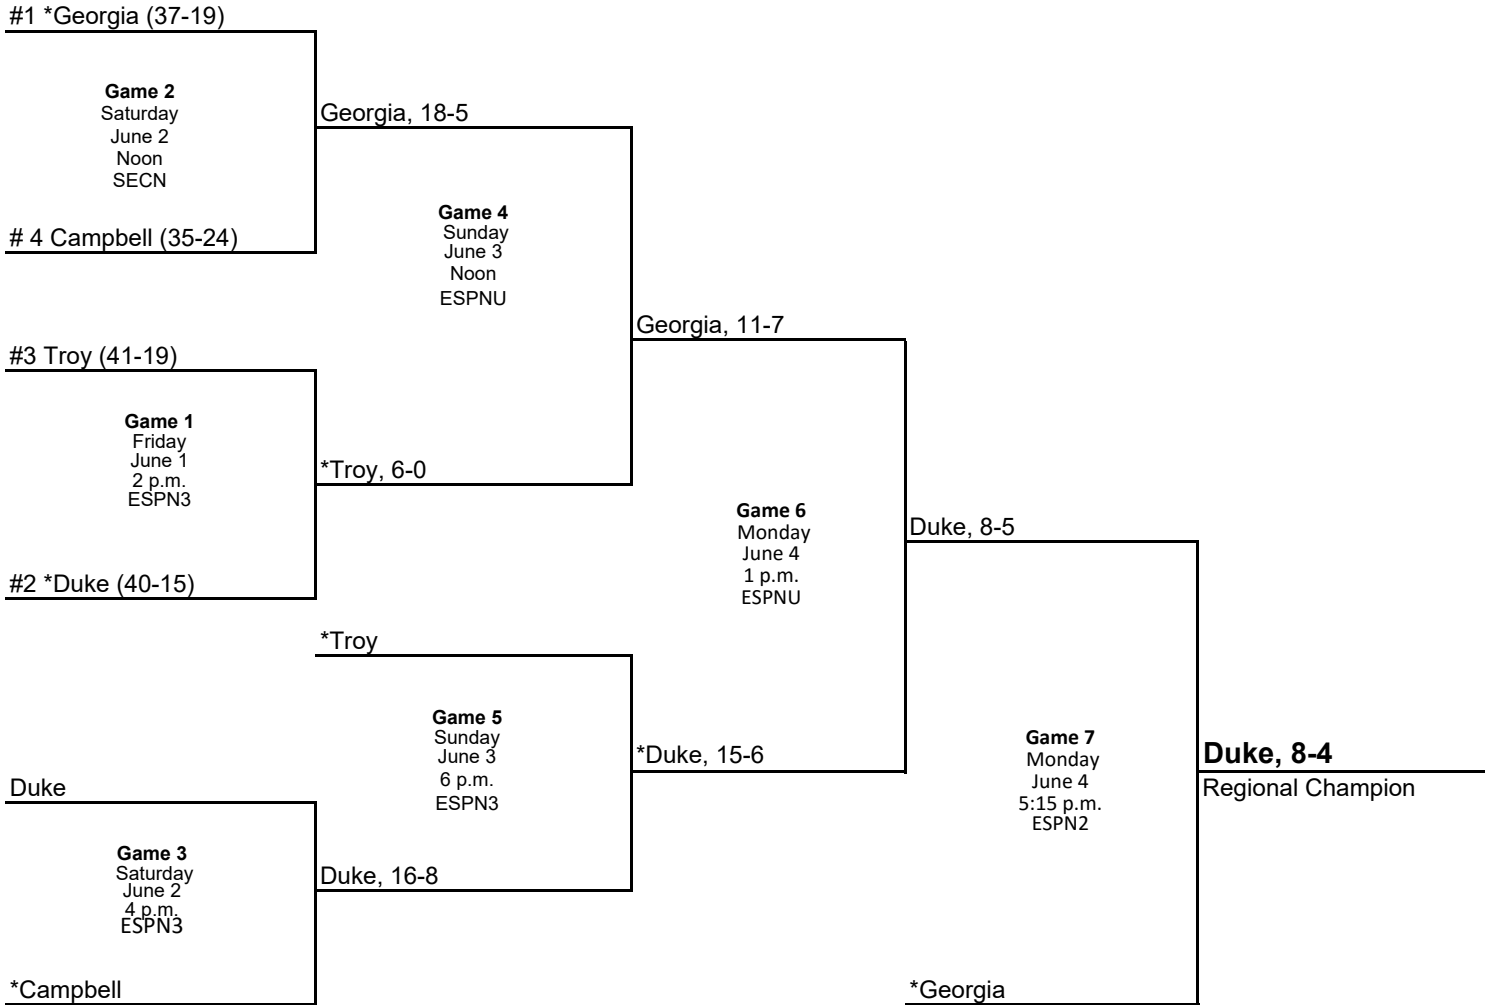 #1 *Georgia (37-19)
Game 2
Saturday
June 2
Noon
SECN
# 4 Campbell (35-24)
Georgia, 18-5
#3 Troy (41-19)
Game 1
Friday
June 1
2 p.m.
ESPN3
#2 *Duke (40-15)
*Troy, 6-0
Game 4
Sunday
June 3
Noon
ESPNU
Georgia, 11-7
*Troy
Game 5
Sunday
June 3
6 p.m.
ESPN3
Duke
Game 3
Saturday
June 2
4 p.m.
ESPN3
*Campbell
Duke, 16-8
*Duke, 15-6
Game 6
Monday
June 4
1 p.m.
ESPNU
Duke, 8-5
Game 7
Monday
June 4
5:15 p.m.
ESPN2
*Georgia
Duke, 8-4
Regional Champion